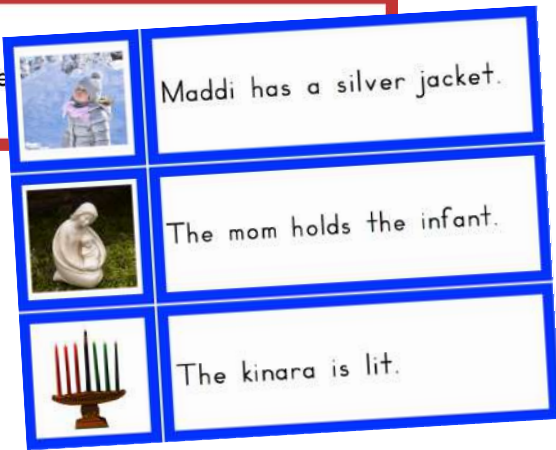 Maddi has a silver jacket.
The mom holds the infant.
The kinara is lit.